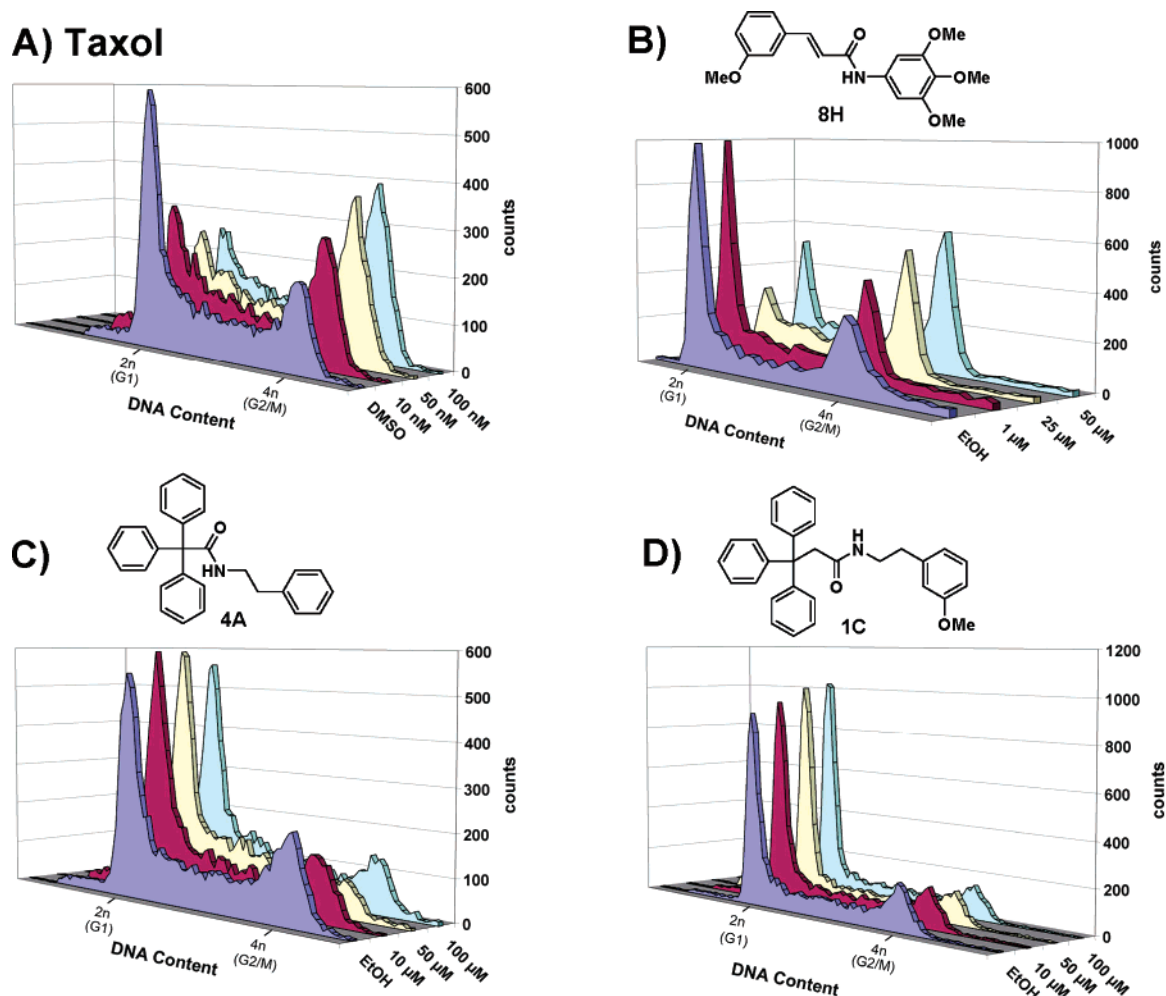 A) Taxol
600
500
400
300
200
100
0
counts
2n
(G1)
4n
(G2/M)
DNA Content
DMSO
10 nM
50 nM
100 nM
B)
MeO
O
NH
OMe
OMe
OMe
8H
1000
800
600
400
200
0
counts
2n
(G1)
4n
(G2/M)
DNA Content
EtOH
1 µM
25 µM
50 µM
C)
O
HN
4A
600
500
400
300
200
100
0
counts
2n
(G1)
4n
(G2/M)
DNA Content
EtOH
10 µM
50 µM
100 µM
D)
H
N
O
OMe
1C
1200
1000
800
600
400
200
0
counts
2n
(G1)
4n
(G2/M)
DNA Content
EtOH
10 µM
50 µM
100 µM